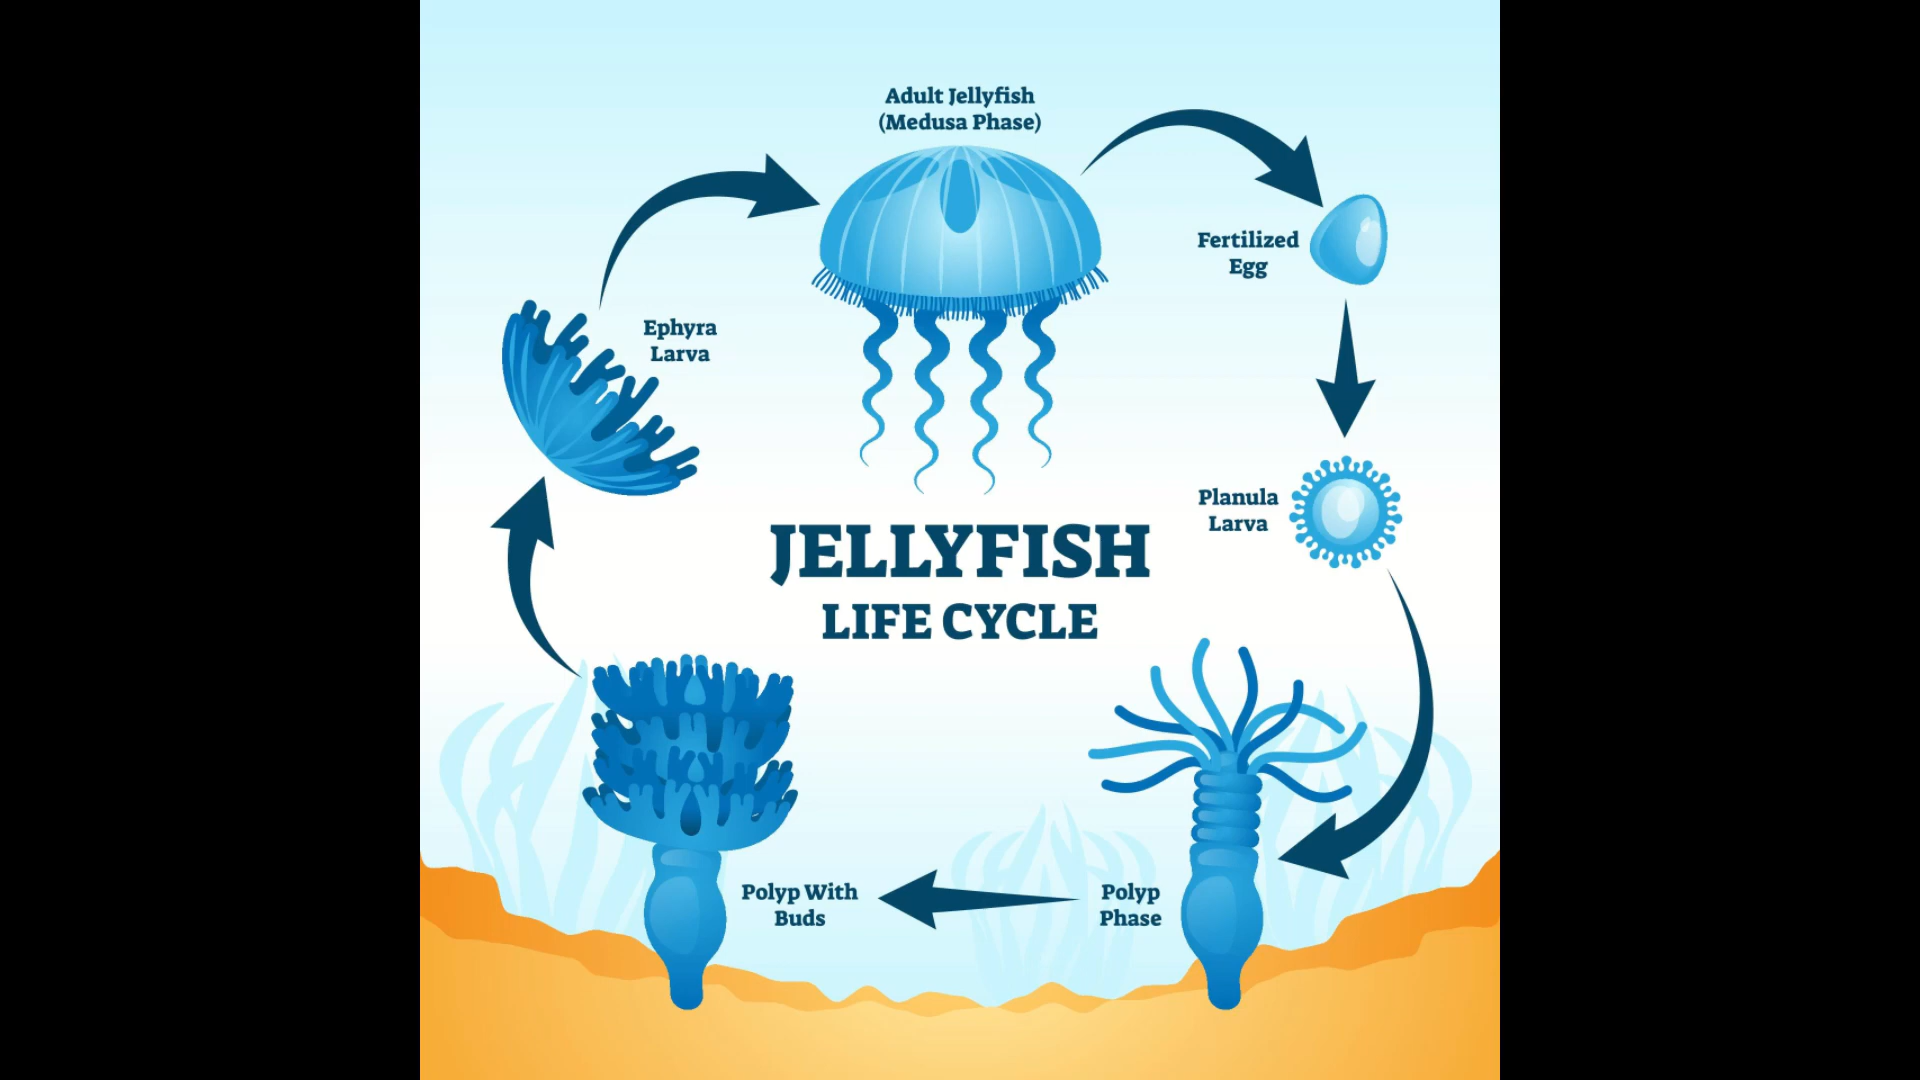 Adult Jellyfish
(Medusa Phase)
Fertilized
Egg
Ephyra
Larva
Planula
Larva
JELLYFISH
LIFE CYCLE
Polyp With
Buds
Polyp
Phase